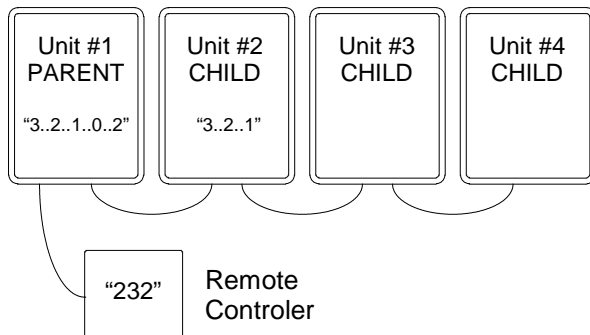 Unit #1
PARENT
“3..2..1..0..2”
Unit #2
CHILD
“3..2..1”
Unit #3
CHILD
Unit #4
CHILD
“232”
Remote
Controler